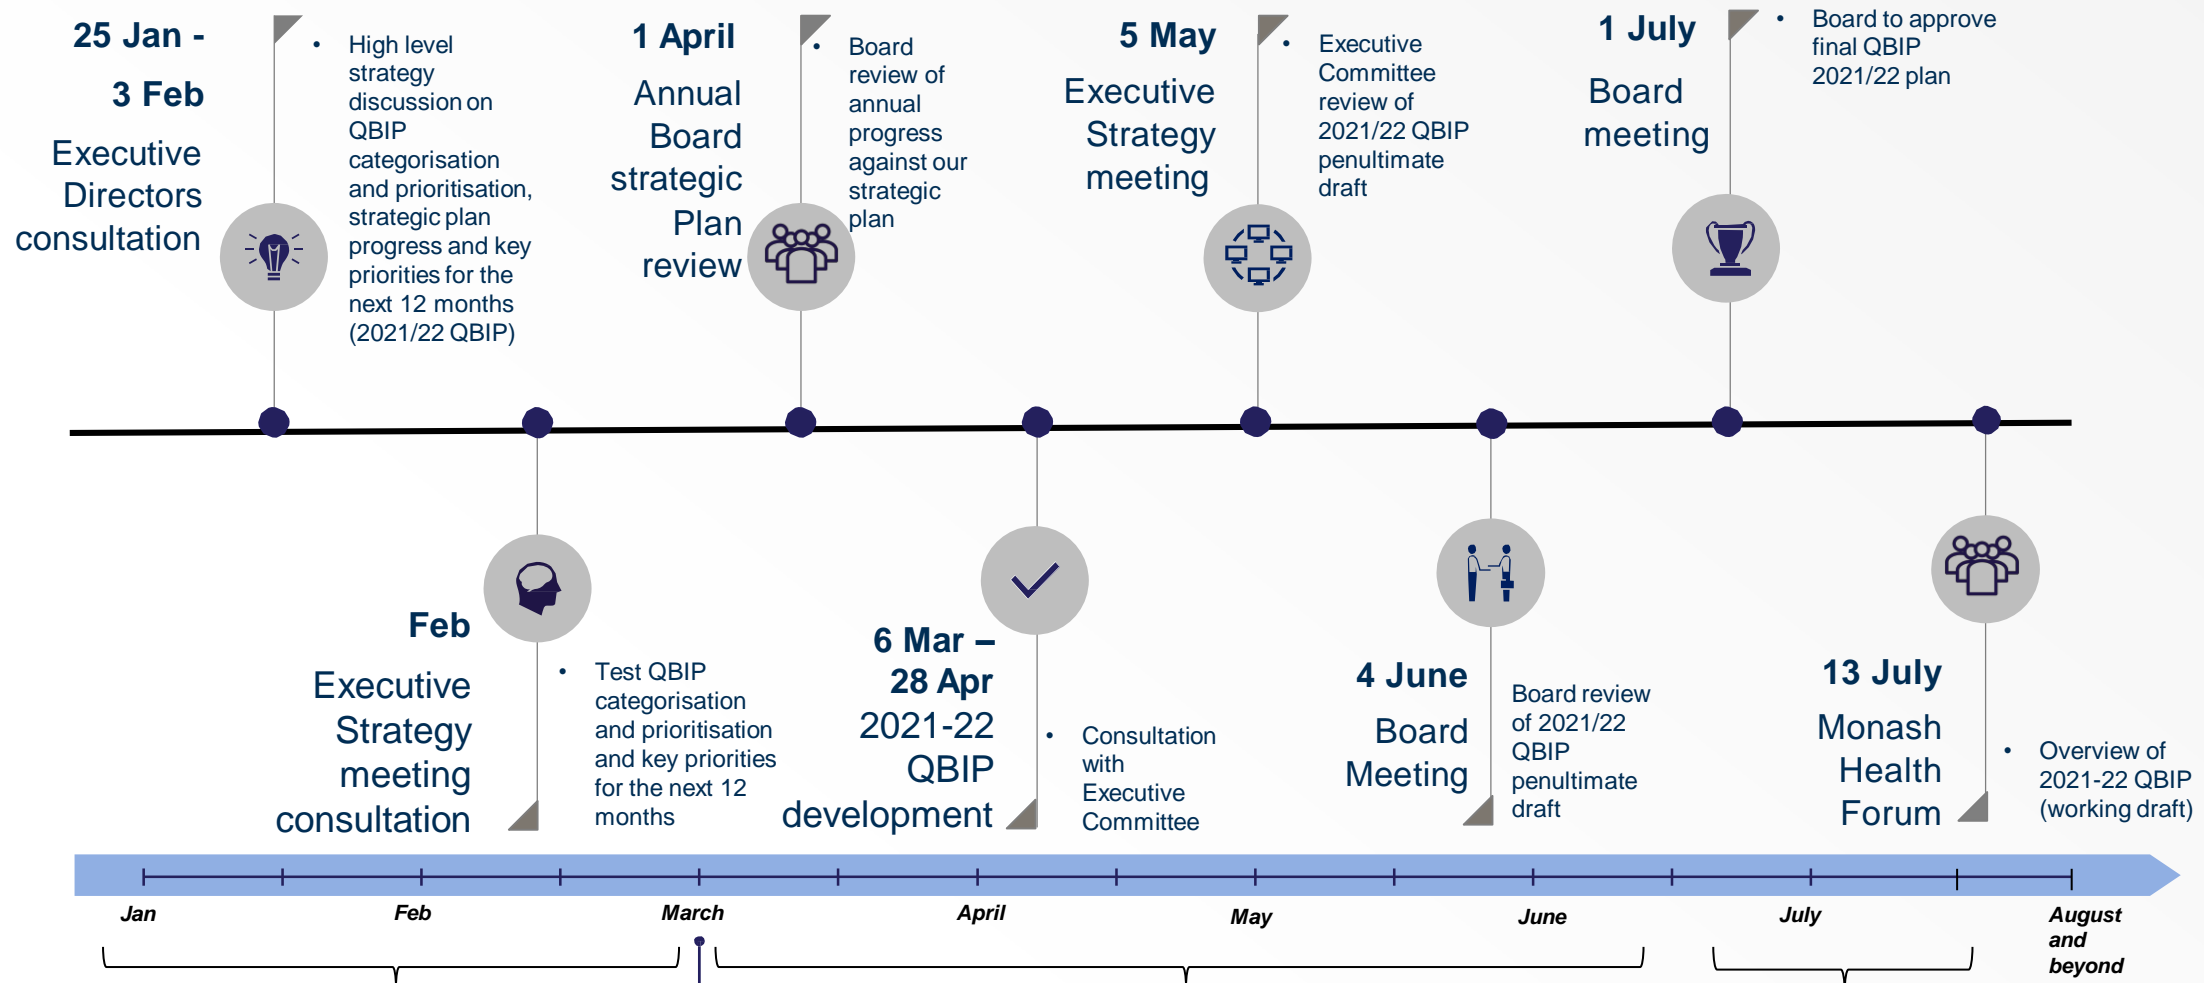 25 Jan -
3 Feb
Executive
Directors
consultation
• High level
strategy
discussion on
QBIP
categorisation
and prioritisation,
strategic plan
progress and key
priorities for the
next 12 months
(2021/22 QBIP)
1 April
Annual
Board
strategic
Plan
review
• Board
review of
annual
progress
against our
strategic
plan
5 May
Executive
Strategy
meeting
• Executive
Committee
review of
2021/22 QBIP
penultimate
draft
1 July
Board
meeting
• Board to approve
final QBIP
2021/22 plan
Feb
Executive
Strategy
meeting
consultation
• Test QBIP
categorisation
and prioritisation
and key priorities
for the next 12
months
6 Mar –
28 Apr
2021-22
QBIP
development
• Consultation
with
Executive
Committee
4 June
Board
Meeting
Board review
of 2021/22
QBIP
penultimate
draft
13 July
Monash
Health
Forum
• Overview of
2021-22 QBIP
(working draft)
Jan
Feb
March
April
May
June
July
August
and
beyond